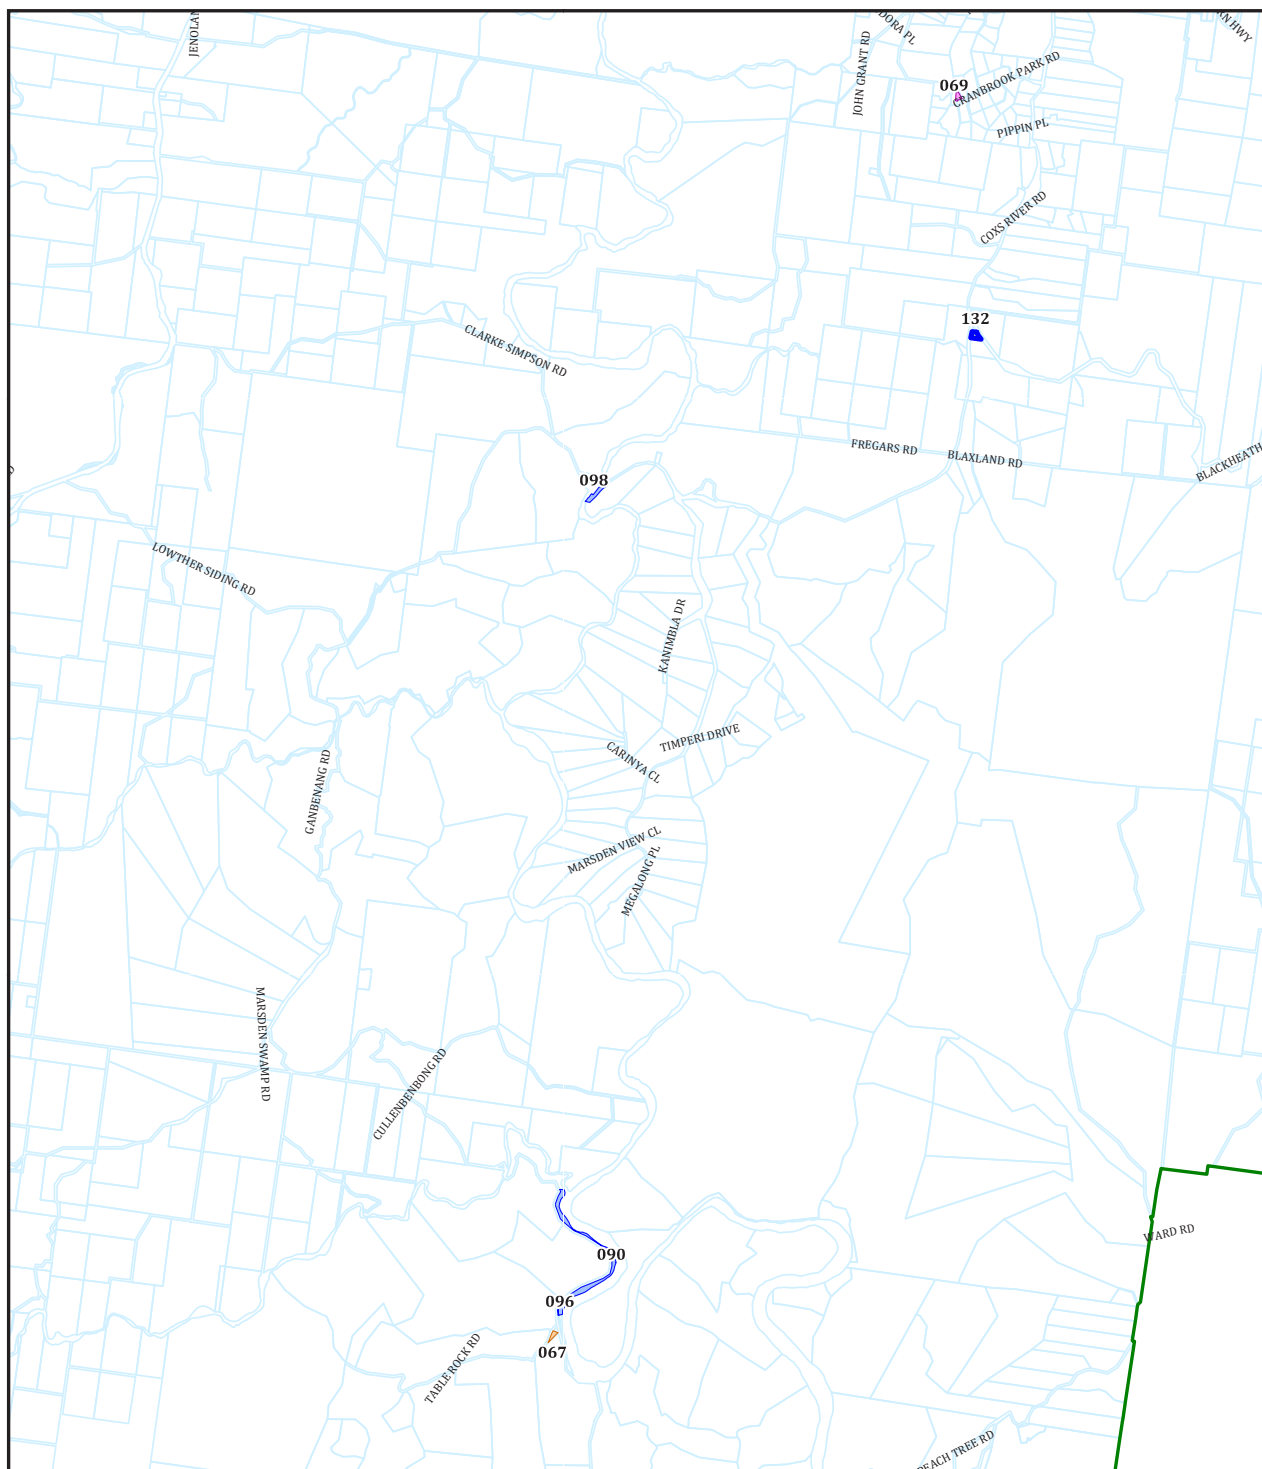 JENOLAN
DORA PL
RN HWY
JOHN GRANT RD
069
CRANBROOK PARK RD
PIPPIN PL
COXS RIVER RD
132
CLARKE SIMPSON RD
FREGARS RD
BLAXLAND RD
BLACKHEATH
098
LOWTHER SIDING RD
KANIMBLA DR
TIMPERI DRIVE
CARINYA CL
GANBENANG RD
MARSDEN VIEW CL
MEGALONG PL
MARSDEN SWAMP RD
CULLENBENBONG RD
WARD RD
090
096
067
TABLE ROCK RD
PEACH TREE RD